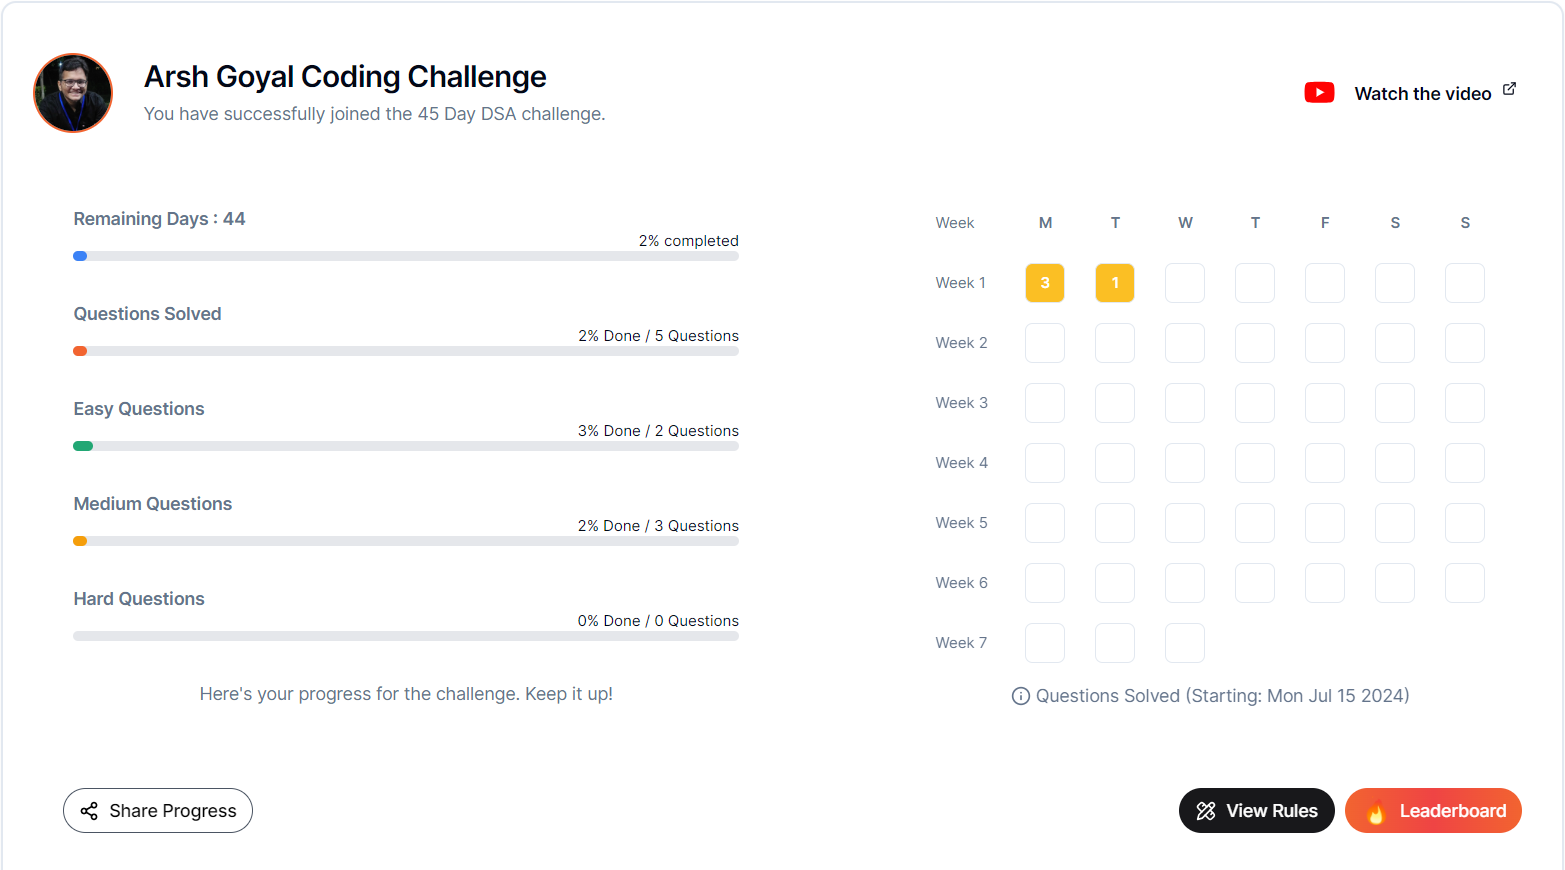 Arsh Goyal Coding Challenge
You have successfully joined the 45 Day DSA challenge.
Watch the video
Remaining Days : 44
2% completed
Questions Solved
2% Done / 5 Questions
Easy Questions
3% Done / 2 Questions
Medium Questions
2% Done / 3 Questions
Hard Questions
0% Done / 0 Questions
Here's your progress for the challenge. Keep it up!
Week M T W T F S S
Week 1 3 1
Week 2
Week 3
Week 4
Week 5
Week 6
Week 7
Questions Solved (Starting: Mon Jul 15 2024)
Share Progress
View Rules
Leaderboard